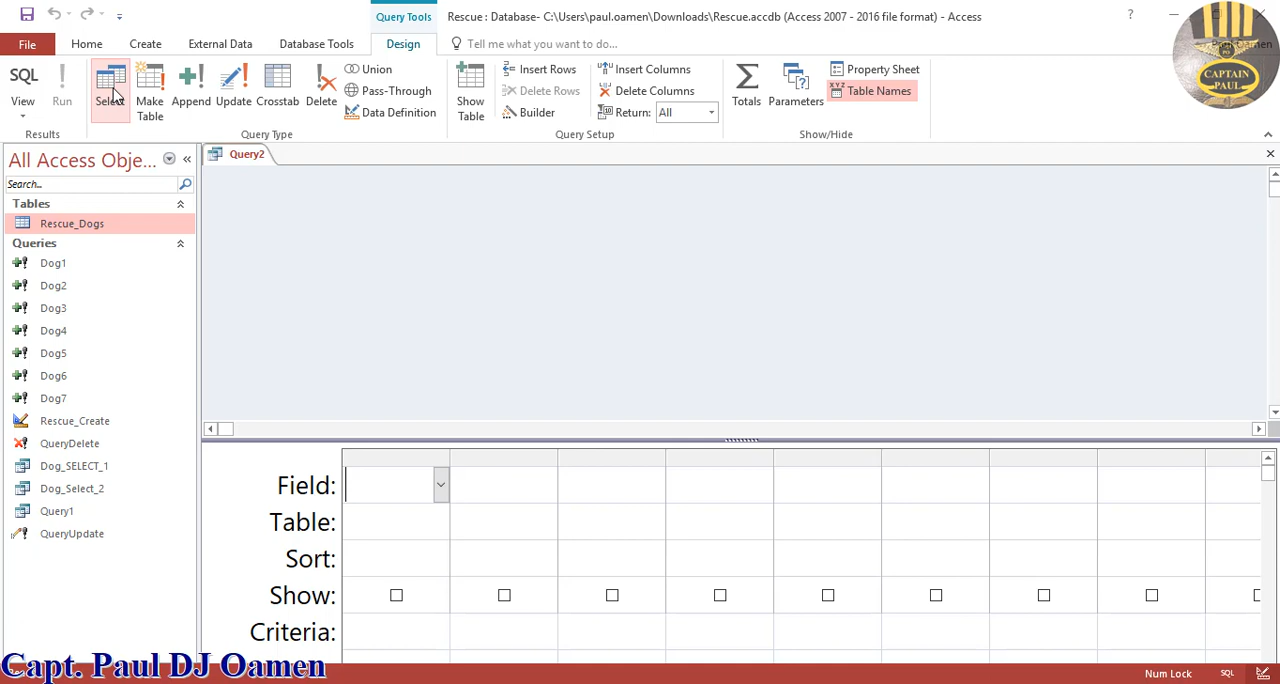 Query Tools
Rescue : Database- C:\Users\paul.oamen\Downloads\Rescue.accdb (Access 2007 - 2016 file format) - Access
File
Home
Create
External Data
Database Tools
Design
Tell me what you want to do...
CAPTAIN
PAUL
SQL
View
Run
Select
Make
Table
Append
Update
Crosstab
Delete
Union
Pass-Through
Data Definition
Show
Table
Insert Rows
Delete Rows
Builder
Insert Columns
Delete Columns
Return: All
Totals
Parameters
Property Sheet
Table Names
Results
Query Type
Query Setup
Show/Hide
All Access Obje...
Search...
Tables
Rescue_Dogs
Queries
Dog1
Dog2
Dog3
Dog4
Dog5
Dog6
Dog7
Rescue_Create
QueryDelete
Dog_SELECT_1
Dog_Select_2
Query1
QueryUpdate
Query2
Field:
Table:
Sort:
Show:
Criteria:
Capt. Paul DJ Oamen
Num Lock
SQL